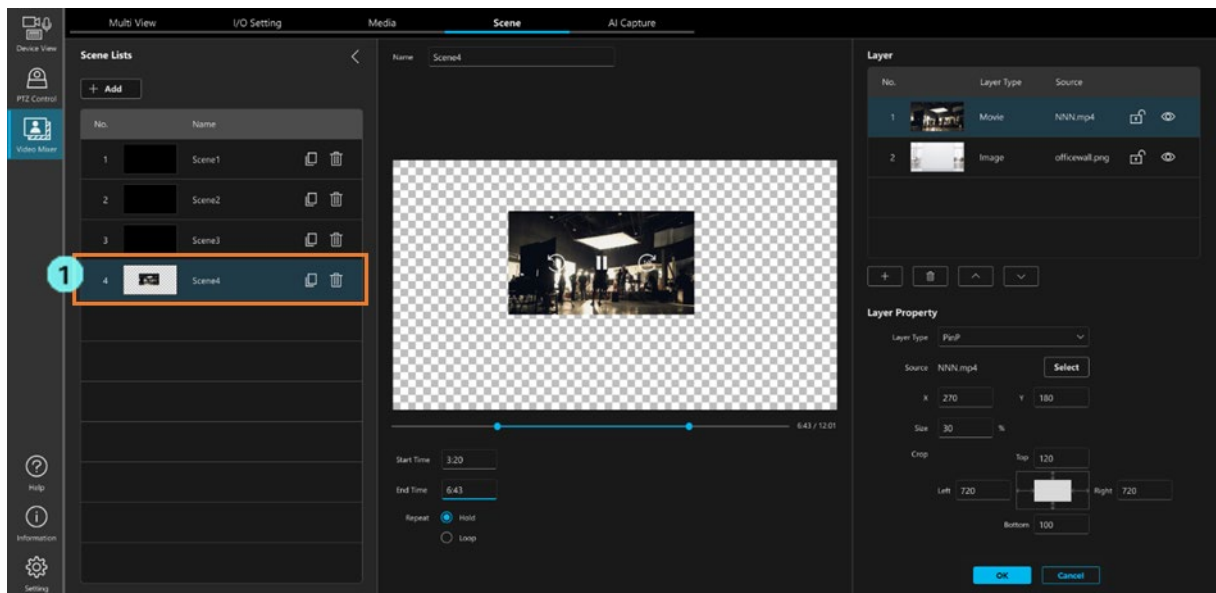 Multi View I/O Setting Media Scene AI Capture
Device View
PTZ Control
Video Mixer
Help
Information
Setting
Scene Lists
+ Add
No. Name
1 Scene1
2 Scene2
3 Scene3
1
4 Scene4
Name Scene4
6:43 / 12:01
Start Time 3:20
End Time 6:43
Repeat Hold
Loop
Layer
No. Layer Type Source
1 Movie NNN.mp4
2 Image officewall.png
Layer Property
Layer Type PinP
Source NNN.mp4 Select
X 270 Y 180
Size 30 %
Crop Top 120
Left 720 Right 720
Bottom 100
OK Cancel